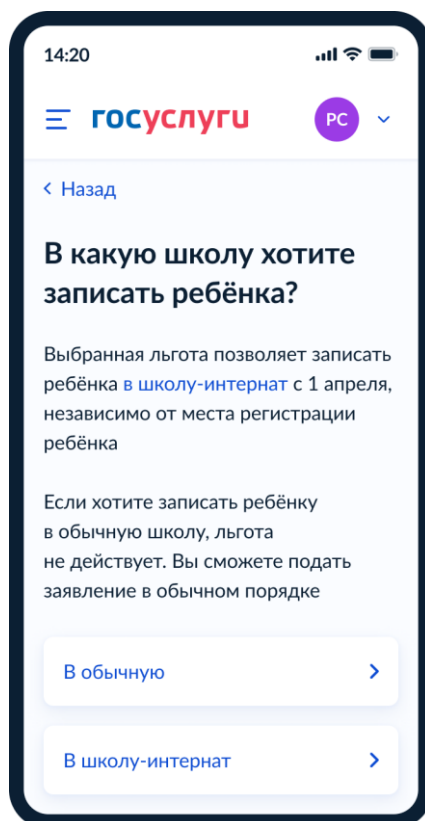 14:20
госуслуги
РС
Назад
В какую школу хотите
записать ребёнка?
Выбранная льгота позволяет записать
ребёнка в школу-интернат с 1 апреля,
независимо от места регистрации
ребёнка
Если хотите записать ребёнку
в обычную школу, льгота
не действует. Вы сможете подать
заявление в обычном порядке
В обычную
В школу-интернат